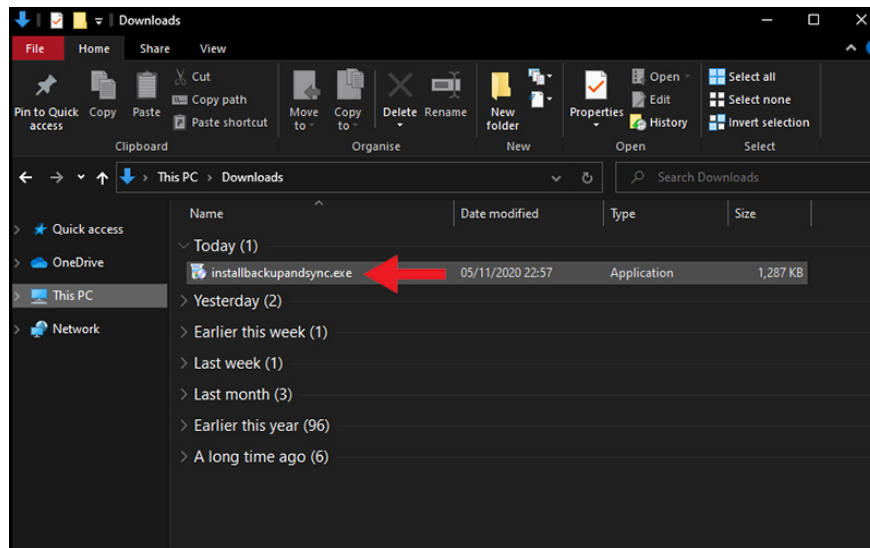 Downloads
File Home Share View
Pin to Quick access
Copy
Paste
Cut
Copy path
Paste shortcut
Clipboard
Move to
Copy to
Delete
Rename
Organise
New folder
New
Properties
Open
Edit
History
Open
Select all
Select none
Invert selection
Select
This PC > Downloads
Search Downloads
Quick access
OneDrive
This PC
Network
Name Date modified Type Size
Today (1)
installbackupandsync.exe 05/11/2020 22:57 Application 1,287 KB
Yesterday (2)
Earlier this week (1)
Last week (1)
Last month (3)
Earlier this year (96)
A long time ago (6)